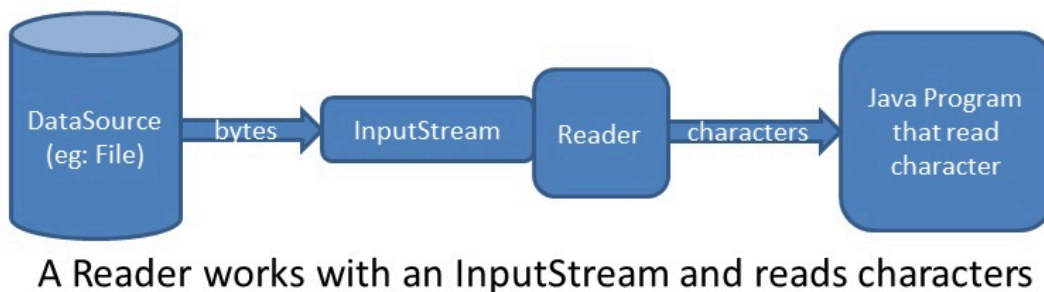 DataSource
(eg: File)
bytes
InputStream
Reader
characters
Java Program
that read
character
A Reader works with an InputStream and reads characters